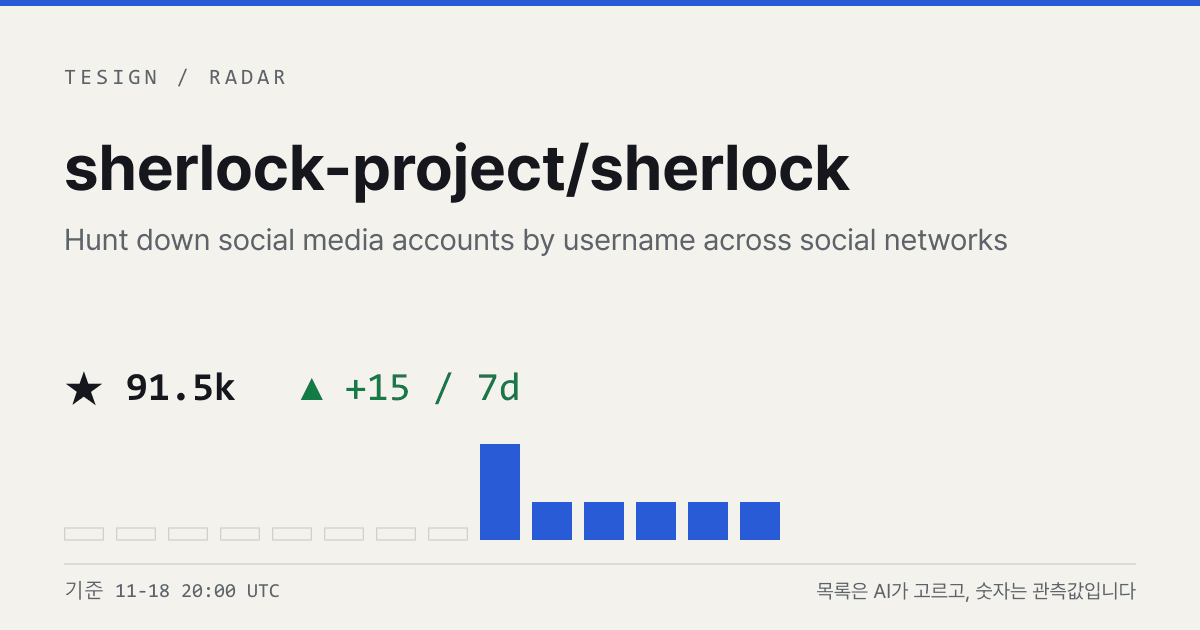 TESIGN / RADAR
sherlock-project/sherlock
Hunt down social media accounts by username across social networks
★ 91.5k ▲ +15 / 7d
기준 11-18 20:00 UTC
목록은 AI가 고르고, 숫자는 관측값입니다